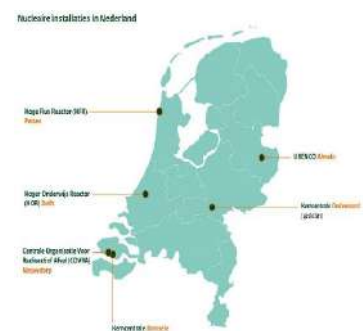 Nucleaire installaties in Nederland
Hoge Flux Reactor (HFR)
Petten
URENCO Almelo
Hoger Onderwijs Reactor
(HOR) Delft
Kerncentrale Dodewaard
(gesloten)
Centrale Organisatie Voor
Radioactief Afval (COVRA)
Nieuwdorp
Kerncentrale Borssele